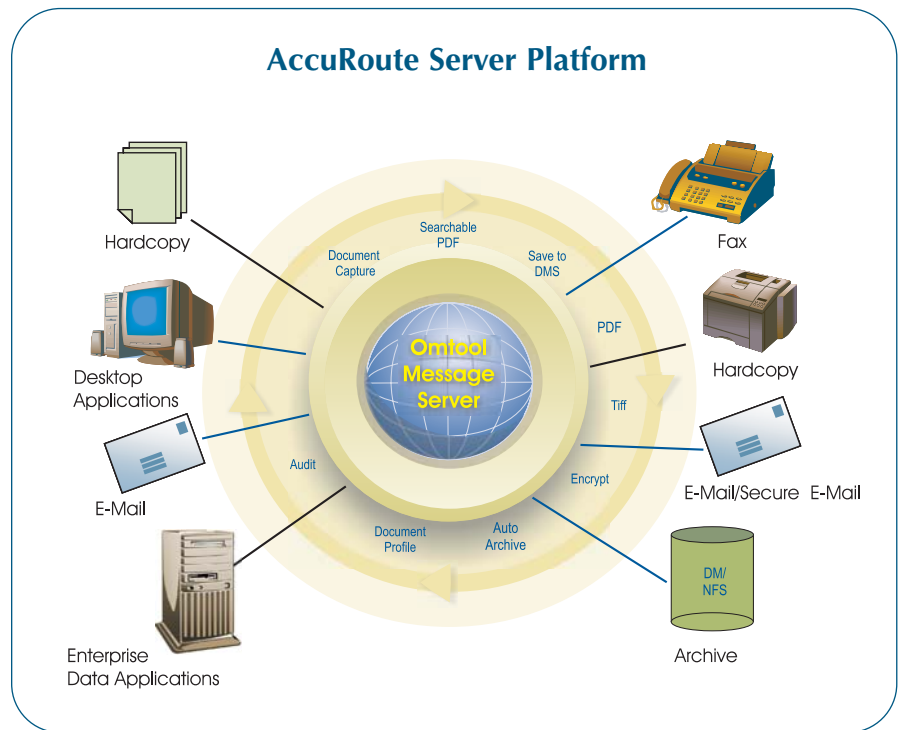 AccuRoute Server Platform
Hardcopy
Desktop
Applications
E-Mail
Enterprise
Data Applications
Document
Capture
Searchable
PDF
Save to
DMS
PDF
Tiff
Encrypt
Auto
Archive
Document
Profile
Audit
Omtool
Message
Server
Fax
Hardcopy
E-Mail/Secure E-Mail
DM/
NFS
Archive